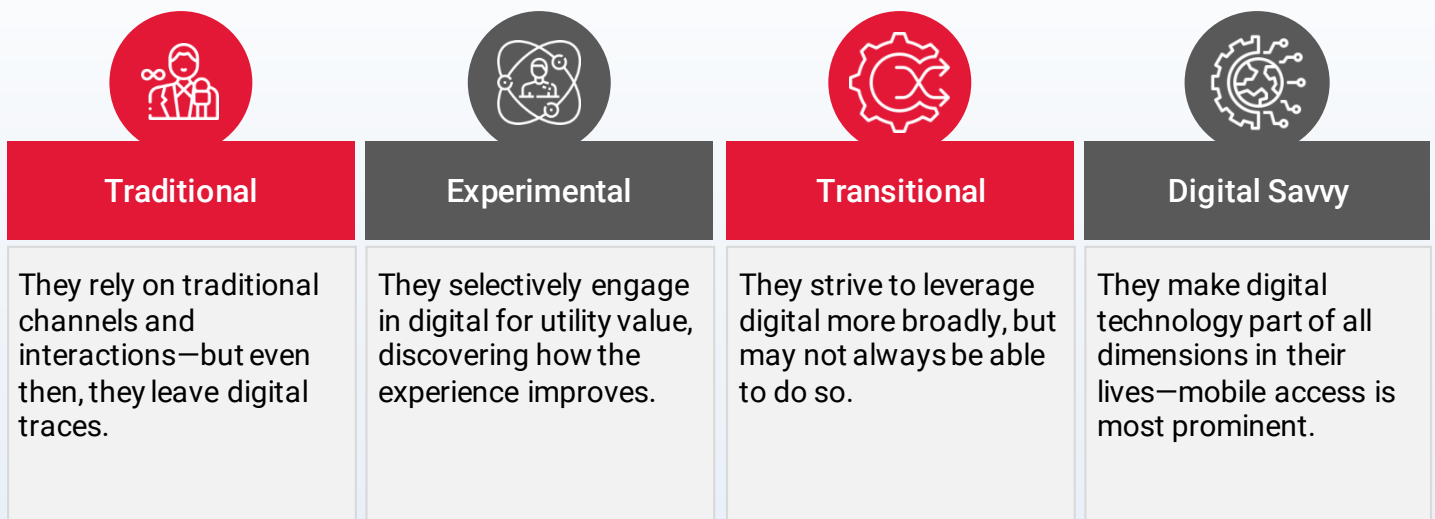 Traditional
They rely on traditional
channels and
interactions—but even
then, they leave digital
traces.
Experimental
They selectively engage
in digital for utility value,
discovering how the
experience improves.
Transitional
They strive to leverage
digital more broadly, but
may not always be able
to do so.
Digital Savvy
They make digital
technology part of all
dimensions in their
lives—mobile access is
most prominent.